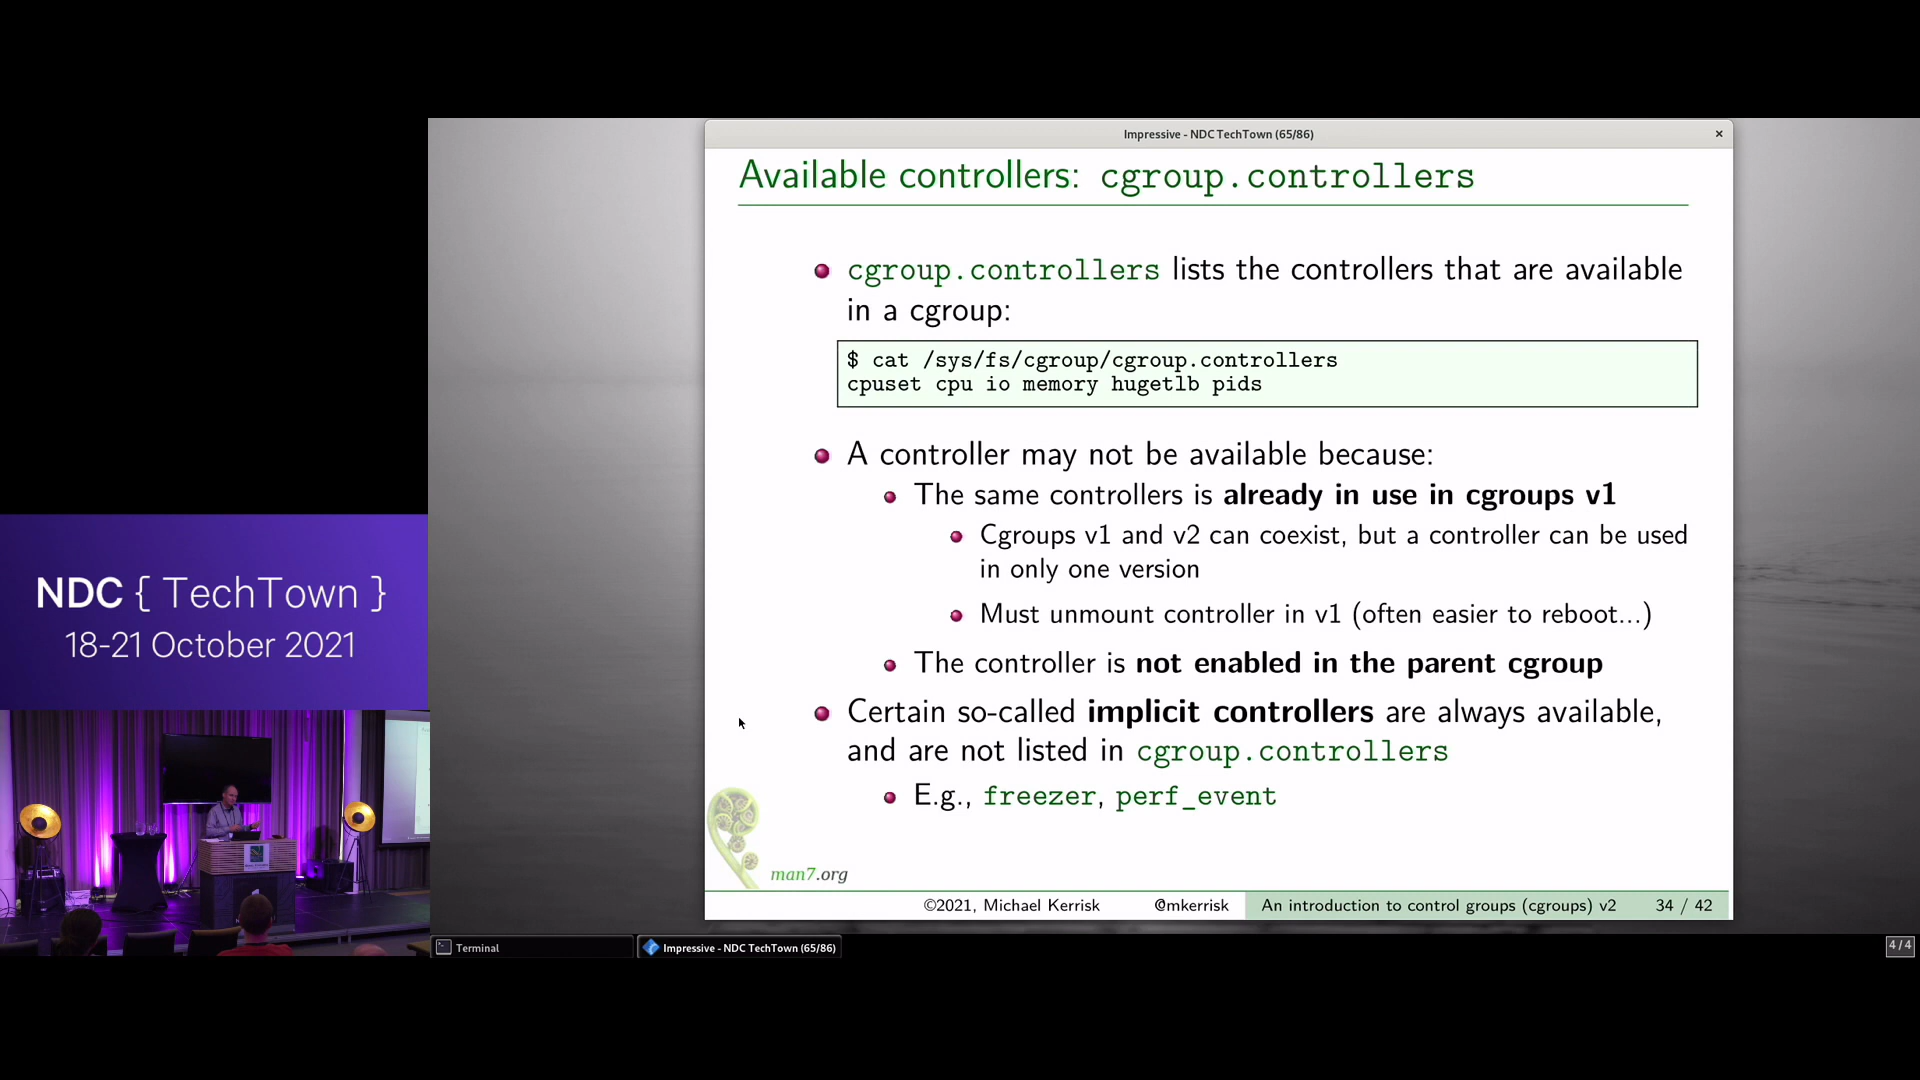 Impressive - NDC TechTown (65/86)
Available controllers: cgroup.controllers
cgroup.controllers lists the controllers that are available
in a cgroup:
$ cat /sys/fs/cgroup/cgroup.controllers
cpuset cpu io memory hugetlb pids
A controller may not be available because:
The same controllers is already in use in cgroups v1
Cgroups v1 and v2 can coexist, but a controller can be used
in only one version
Must unmount controller in v1 (often easier to reboot...)
The controller is not enabled in the parent cgroup
Certain so-called implicit controllers are always available,
and are not listed in cgroup.controllers
E.g., freezer, perf_event
man7.org
©2021, Michael Kerrisk @mkerrisk An introduction to control groups (cgroups) v2 34 / 42
NDC { TechTown }
18-21 October 2021
Terminal
Impressive - NDC TechTown (65/86)
4/4